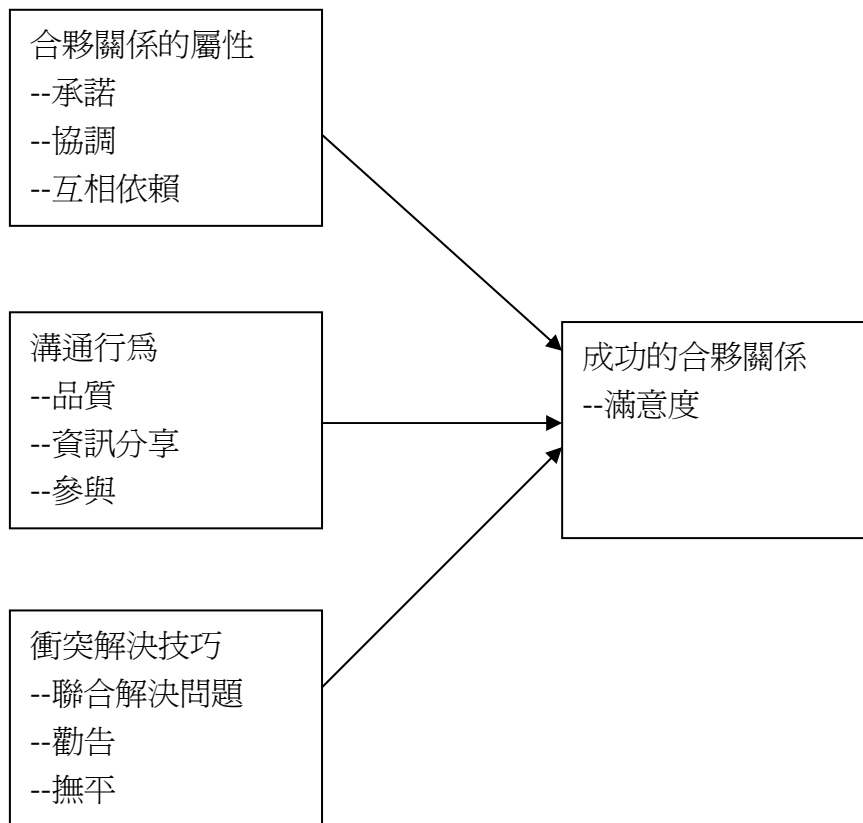 合夥關係的屬性
--承諾
--協調
--互相依賴
溝通行為
--品質
--資訊分享
--參與
衝突解決技巧
--聯合解決問題
--勸告
--撫平
成功的合夥關係
--滿意度